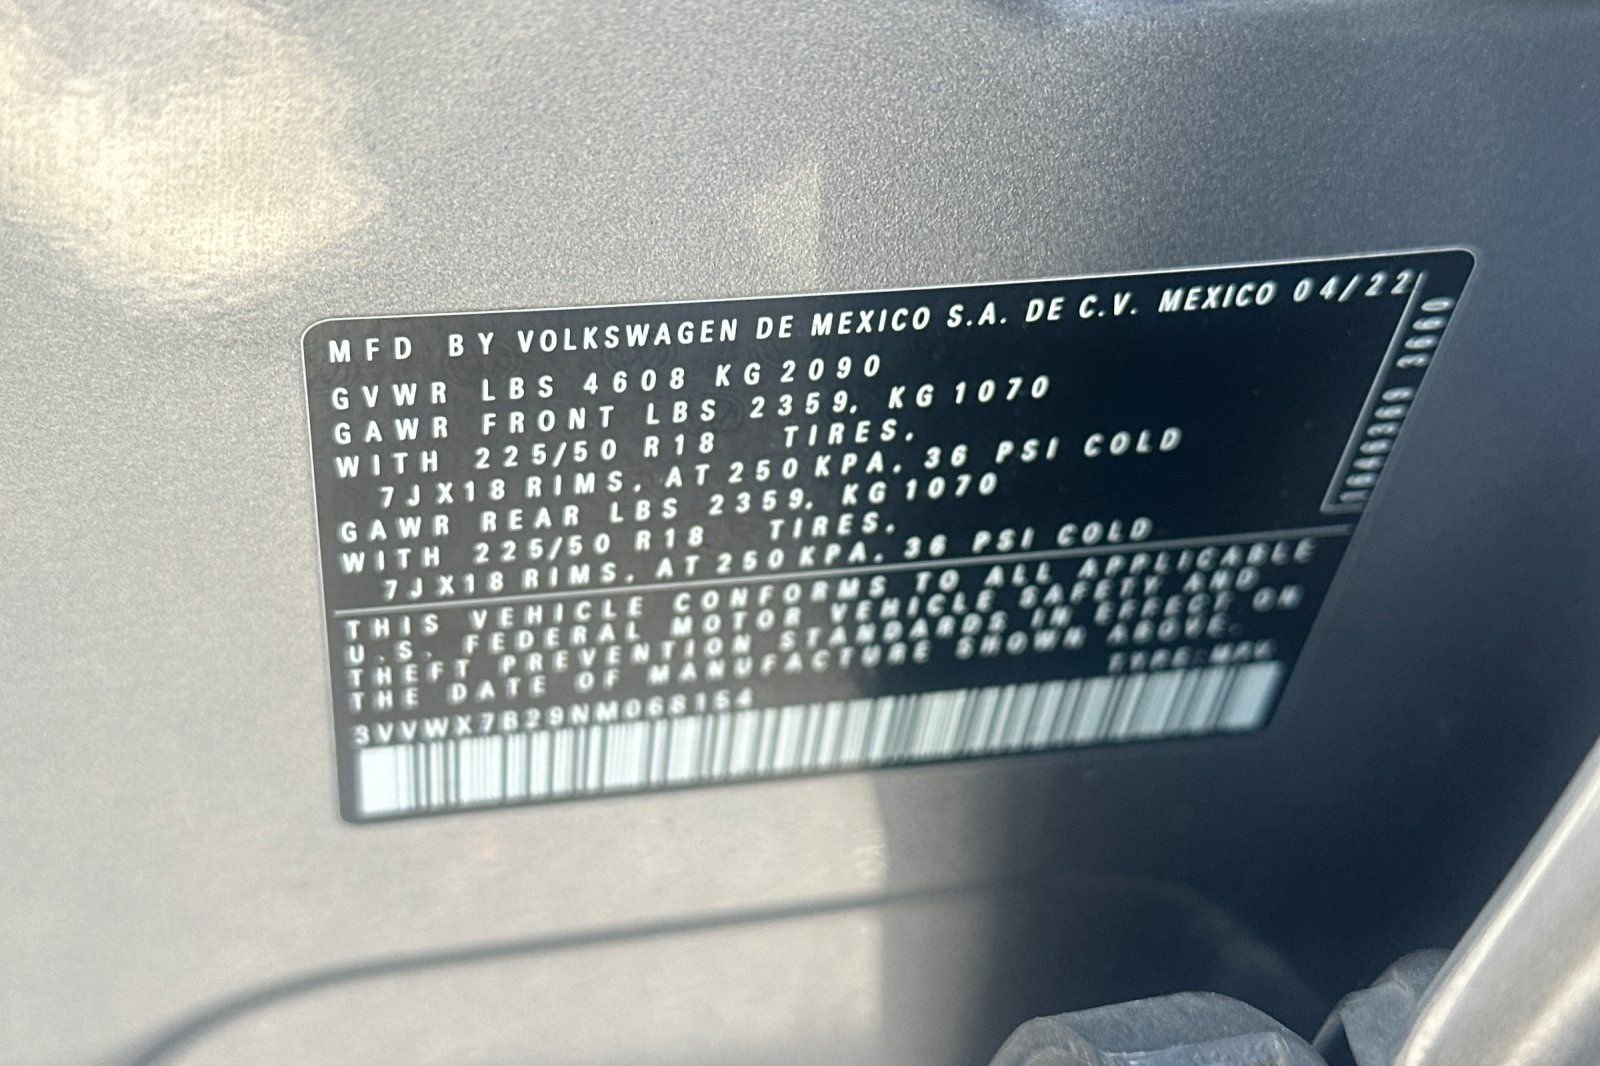 MFD BY VOLKSWAGEN DE MEXICO S.A. DE C.V. MEXICO 04/22
GVWR LBS 4608 KG 2090
GAWR FRONT LBS 2359, KG 1070
WITH 225/50 R18 TIRES,
7JX18 RIMS, AT 250 KPA. 36 PSI COLD
GAWR REAR LBS 2359, KG 1070
WITH 225/50 R18 TIRES,
7JX18 RIMS, AT 250 KPA. 36 PSI COLD
THIS VEHICLE CONFORMS TO ALL APPLICABLE
U.S. FEDERAL MOTOR VEHICLE SAFETY AND
THEFT PREVENTION STANDARDS IN EFFECT ON
THE DATE OF MANUFACTURE SHOWN ABOVE.
TYPE: MPV
3VVWX7B29NM068154